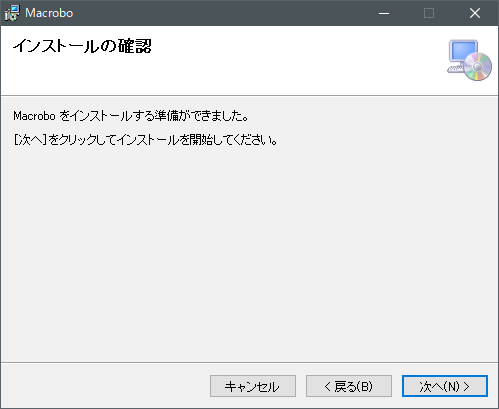 Macrobo
インストールの確認
Macrobo をインストールする準備ができました。
[次へ]をクリックしてインストールを開始してください。
キャンセル
< 戻る(B)
次へ(N) >